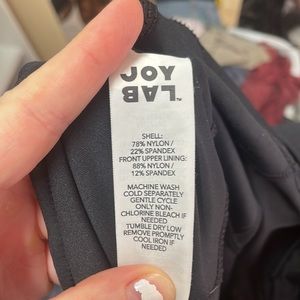 JOY
LAB™
SHELL:
78% NYLON /
22% SPANDEX
FRONT UPPER LINING:
88% NYLON /
12% SPANDEX
MACHINE WASH
COLD SEPARATELY
GENTLE CYCLE
ONLY NON-
CHLORINE BLEACH IF
NEEDED
TUMBLE DRY LOW
REMOVE PROMPTLY
COOL IRON IF
NEEDED